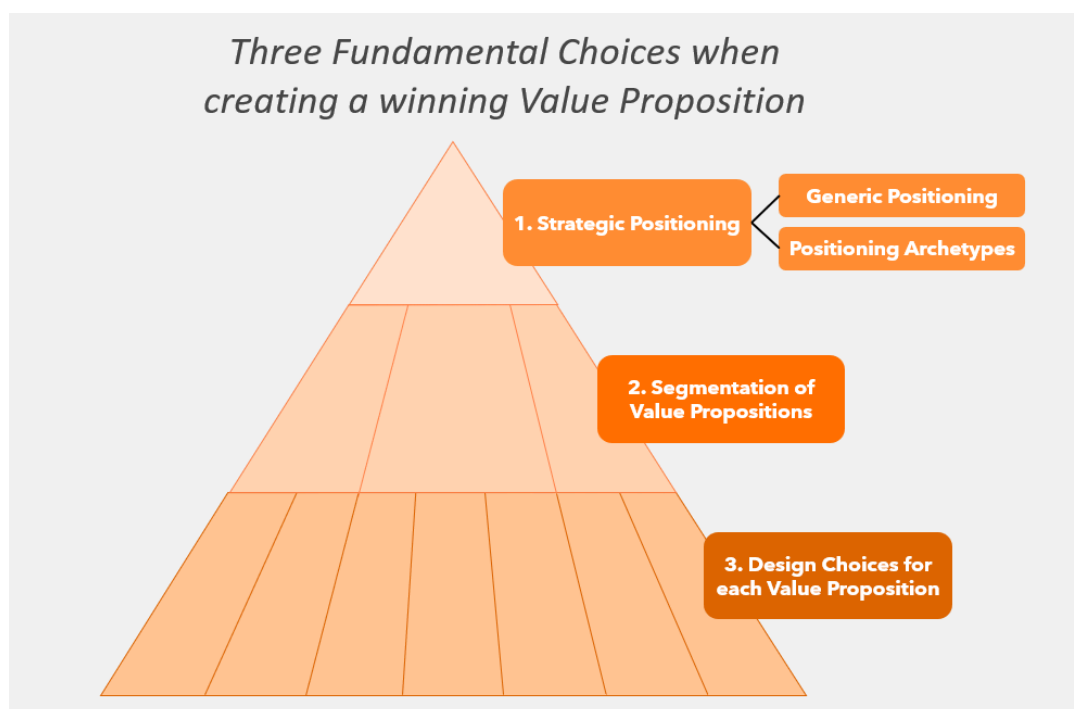 Three Fundamental Choices when
creating a winning Value Proposition
1. Strategic Positioning
Generic Positioning
Positioning Archetypes
2. Segmentation of
Value Propositions
3. Design Choices for
each Value Proposition